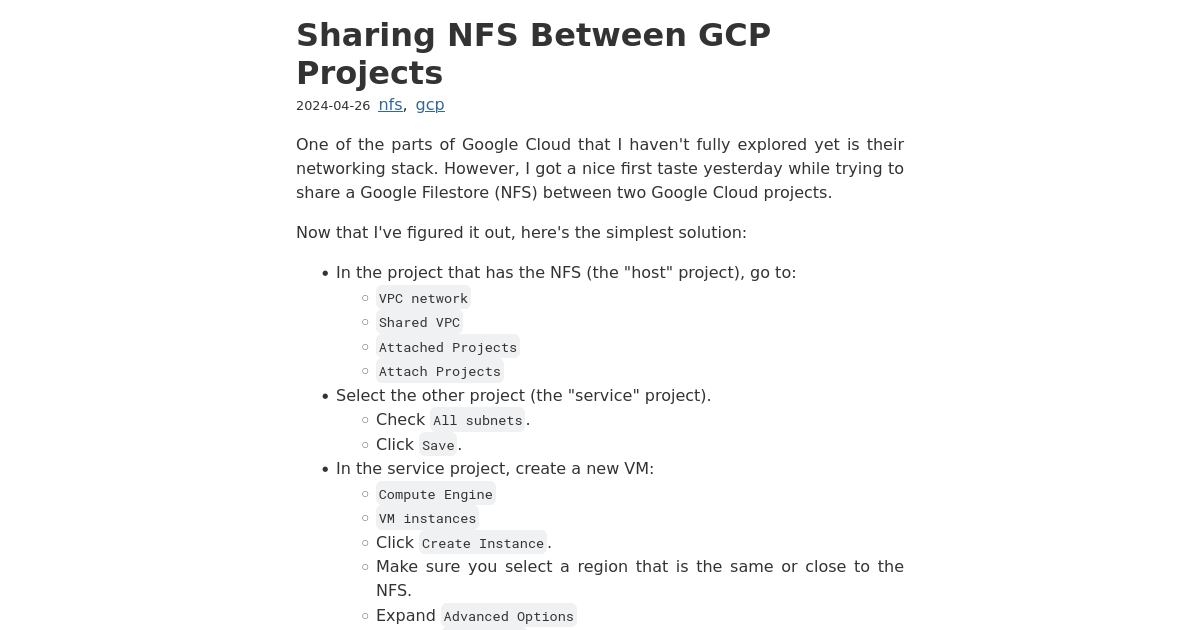 Sharing NFS Between GCP
Projects
2024-04-26 nfs, gcp
One of the parts of Google Cloud that I haven't fully explored yet is their
networking stack. However, I got a nice first taste yesterday while trying to
share a Google Filestore (NFS) between two Google Cloud projects.
Now that I've figured it out, here's the simplest solution:
• In the project that has the NFS (the "host" project), go to:
○ VPC network
○ Shared VPC
○ Attached Projects
○ Attach Projects
• Select the other project (the "service" project).
○ Check All subnets.
○ Click Save.
• In the service project, create a new VM:
○ Compute Engine
○ VM instances
○ Click Create Instance.
○ Make sure you select a region that is the same or close to the
NFS.
○ Expand Advanced Options